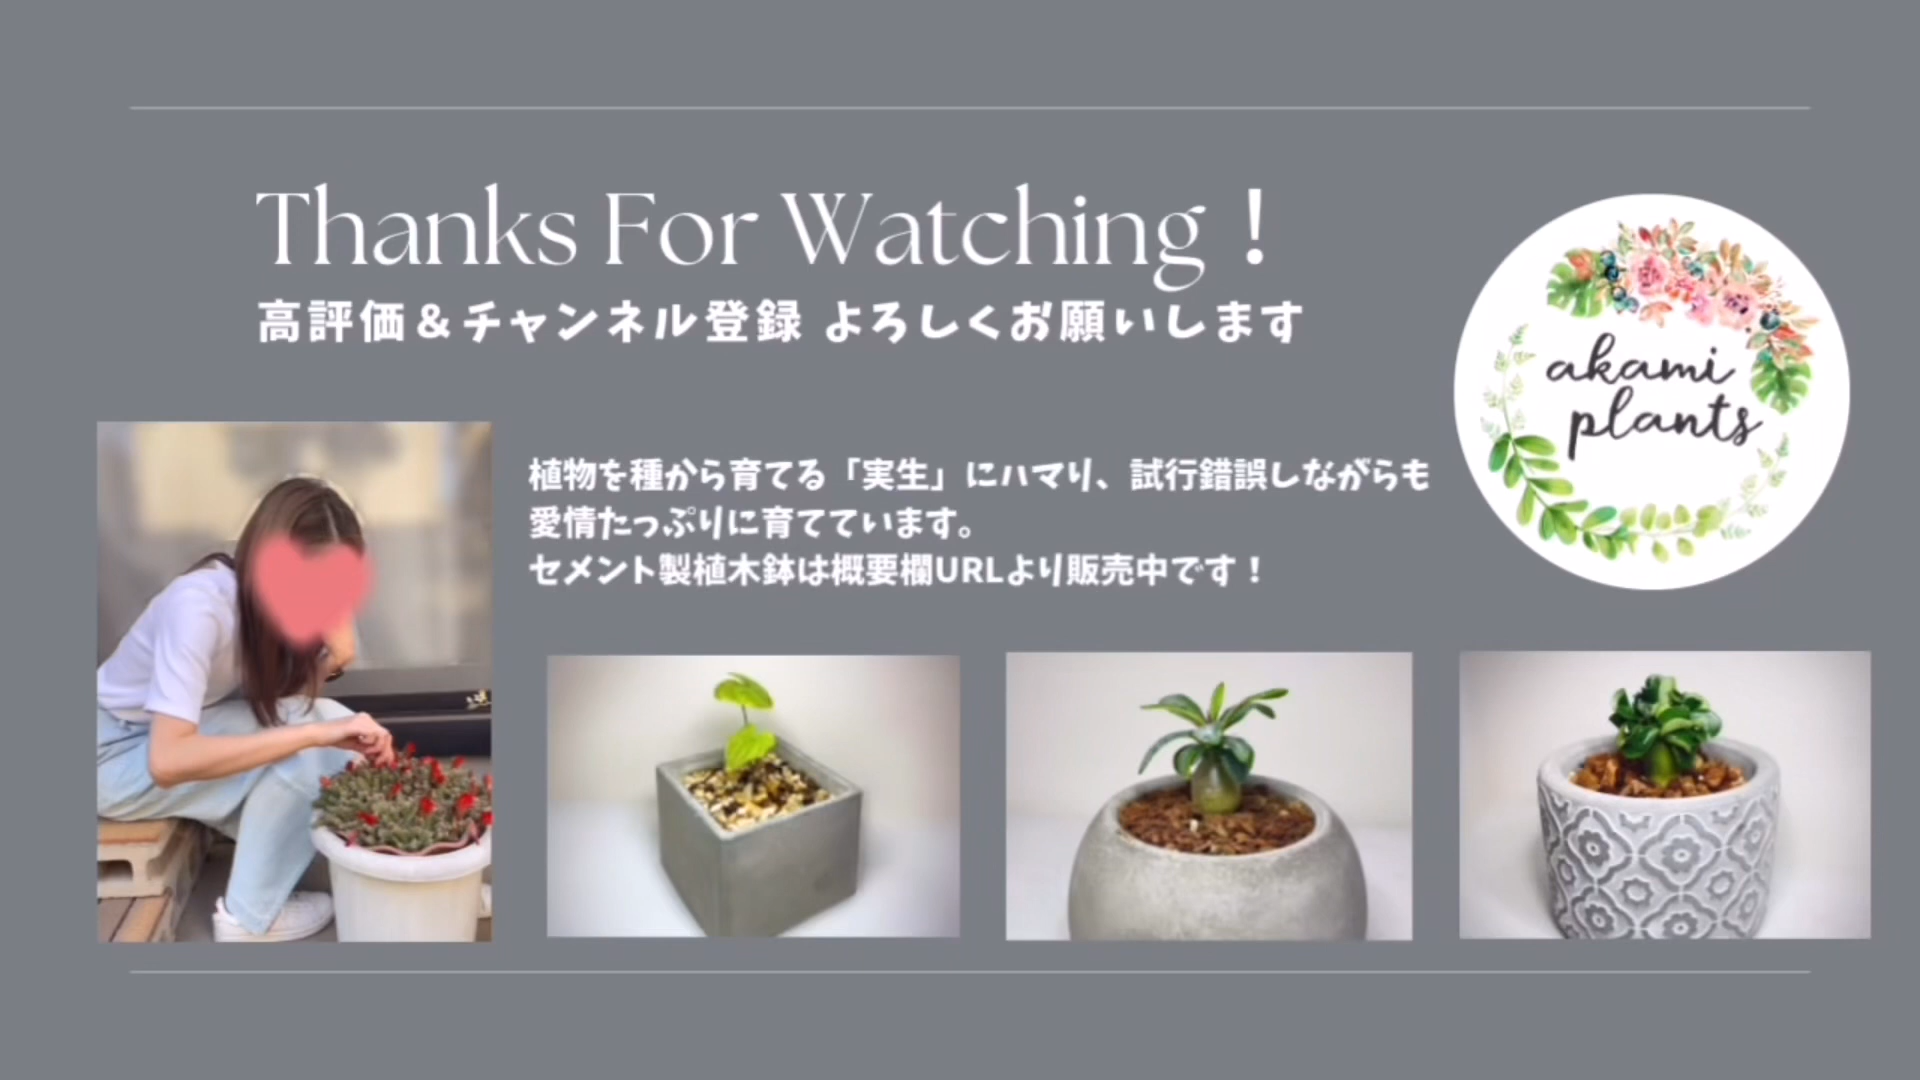 Thanks For Watching！
高評価＆チャンネル登録 よろしくお願いします
akami
plants
植物を種から育てる「実生」にハマり、試行錯誤しながらも
愛情たっぷりに育てています。
セメント製植木鉢は概要欄URLより販売中です！